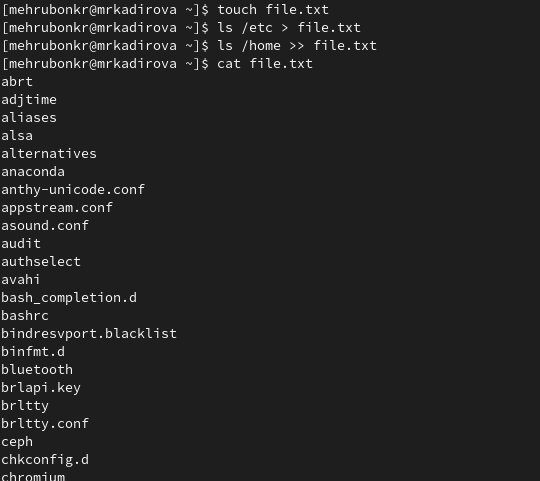 [mehrubonkr@mrkadirova ~]$ touch file.txt
[mehrubonkr@mrkadirova ~]$ ls /etc > file.txt
[mehrubonkr@mrkadirova ~]$ ls /home >> file.txt
[mehrubonkr@mrkadirova ~]$ cat file.txt
abrt
adjtime
aliases
alsa
alternatives
anaconda
anthy-unicode.conf
appstream.conf
asound.conf
audit
authselect
avahi
bash_completion.d
bashrc
bindresvport.blacklist
binfmt.d
bluetooth
brlapi.key
brltty
brltty.conf
ceph
chkconfig.d
chromium